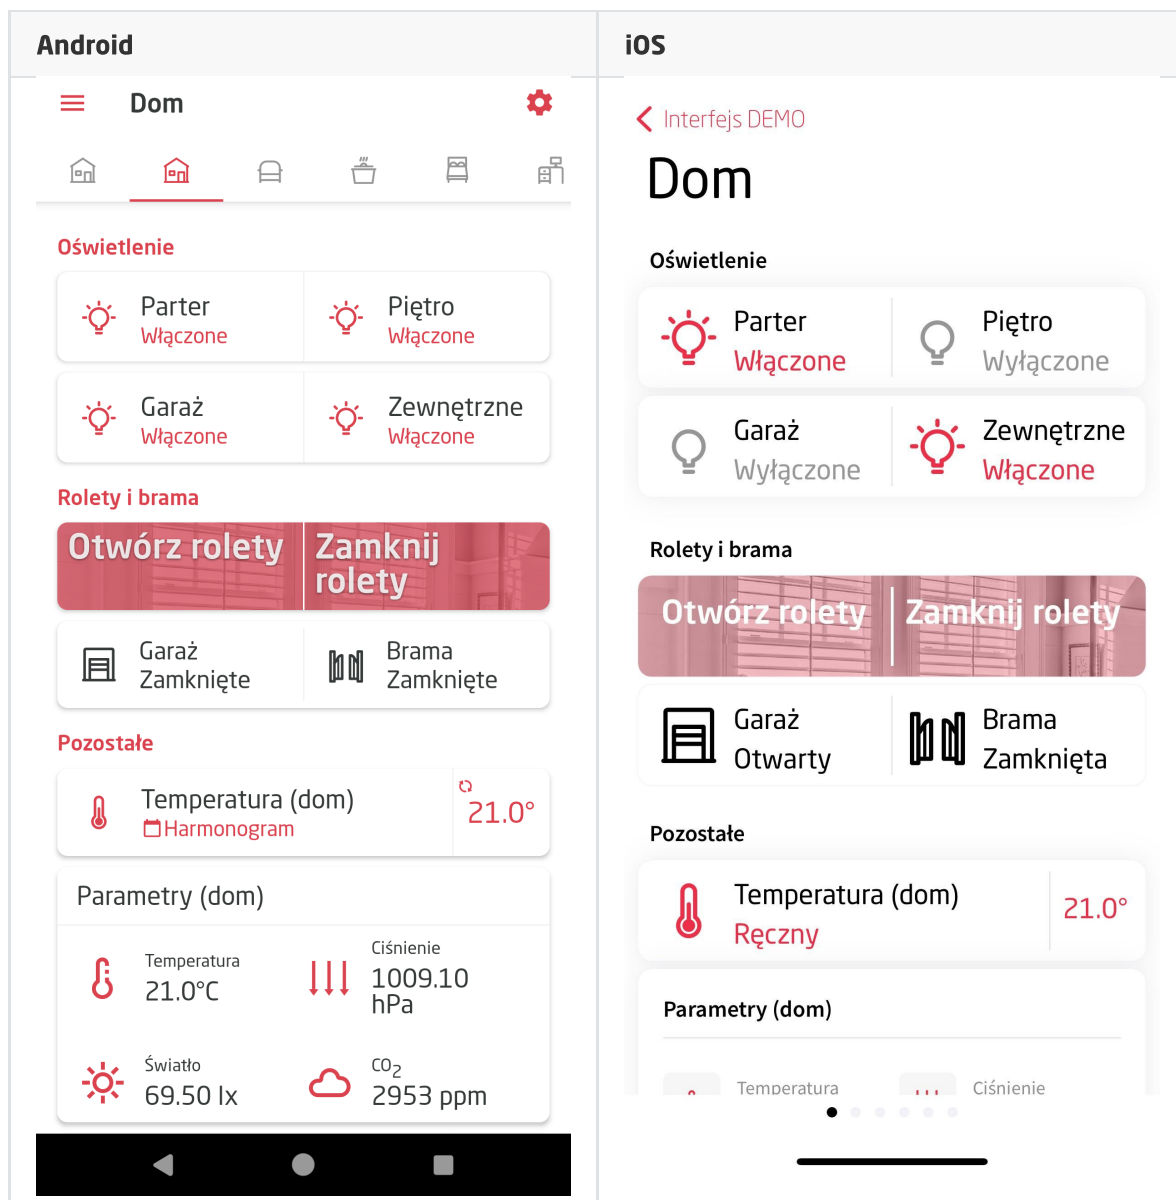 Android
Dom
Oświetlenie
Parter
Włączone
Piętro
Włączone
Garaż
Włączone
Zewnętrzne
Włączone
Rolety i brama
Otwórz rolety
Zamknij
rolety
Garaż
Zamknięte
Brama
Zamknięte
Pozostałe
Temperatura (dom)
Harmonogram
21.0°
Parametry (dom)
Temperatura
21.0°C
Ciśnienie
1009.10
hPa
Światło
69.50 lx
CO₂
2953 ppm
iOS
Interfejs DEMO
Dom
Oświetlenie
Parter
Włączone
Piętro
Wyłączone
Garaż
Wyłączone
Zewnętrzne
Włączone
Rolety i brama
Otwórz rolety
Zamknij rolety
Garaż
Otwarty
Brama
Zamknięta
Pozostałe
Temperatura (dom)
Ręczny
21.0°
Parametry (dom)
Temperatura
Ciśnienie